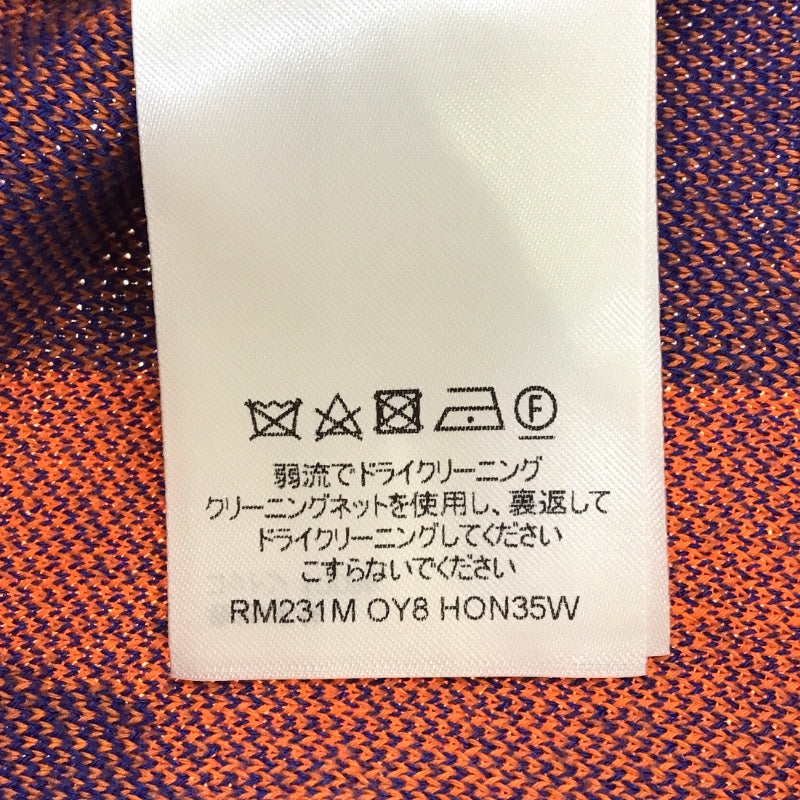 F
弱流でドライクリーニング
クリーニングネットを使用し、裏返して
ドライクリーニングしてください
こすらないでください
RM231M OY8 HON35W